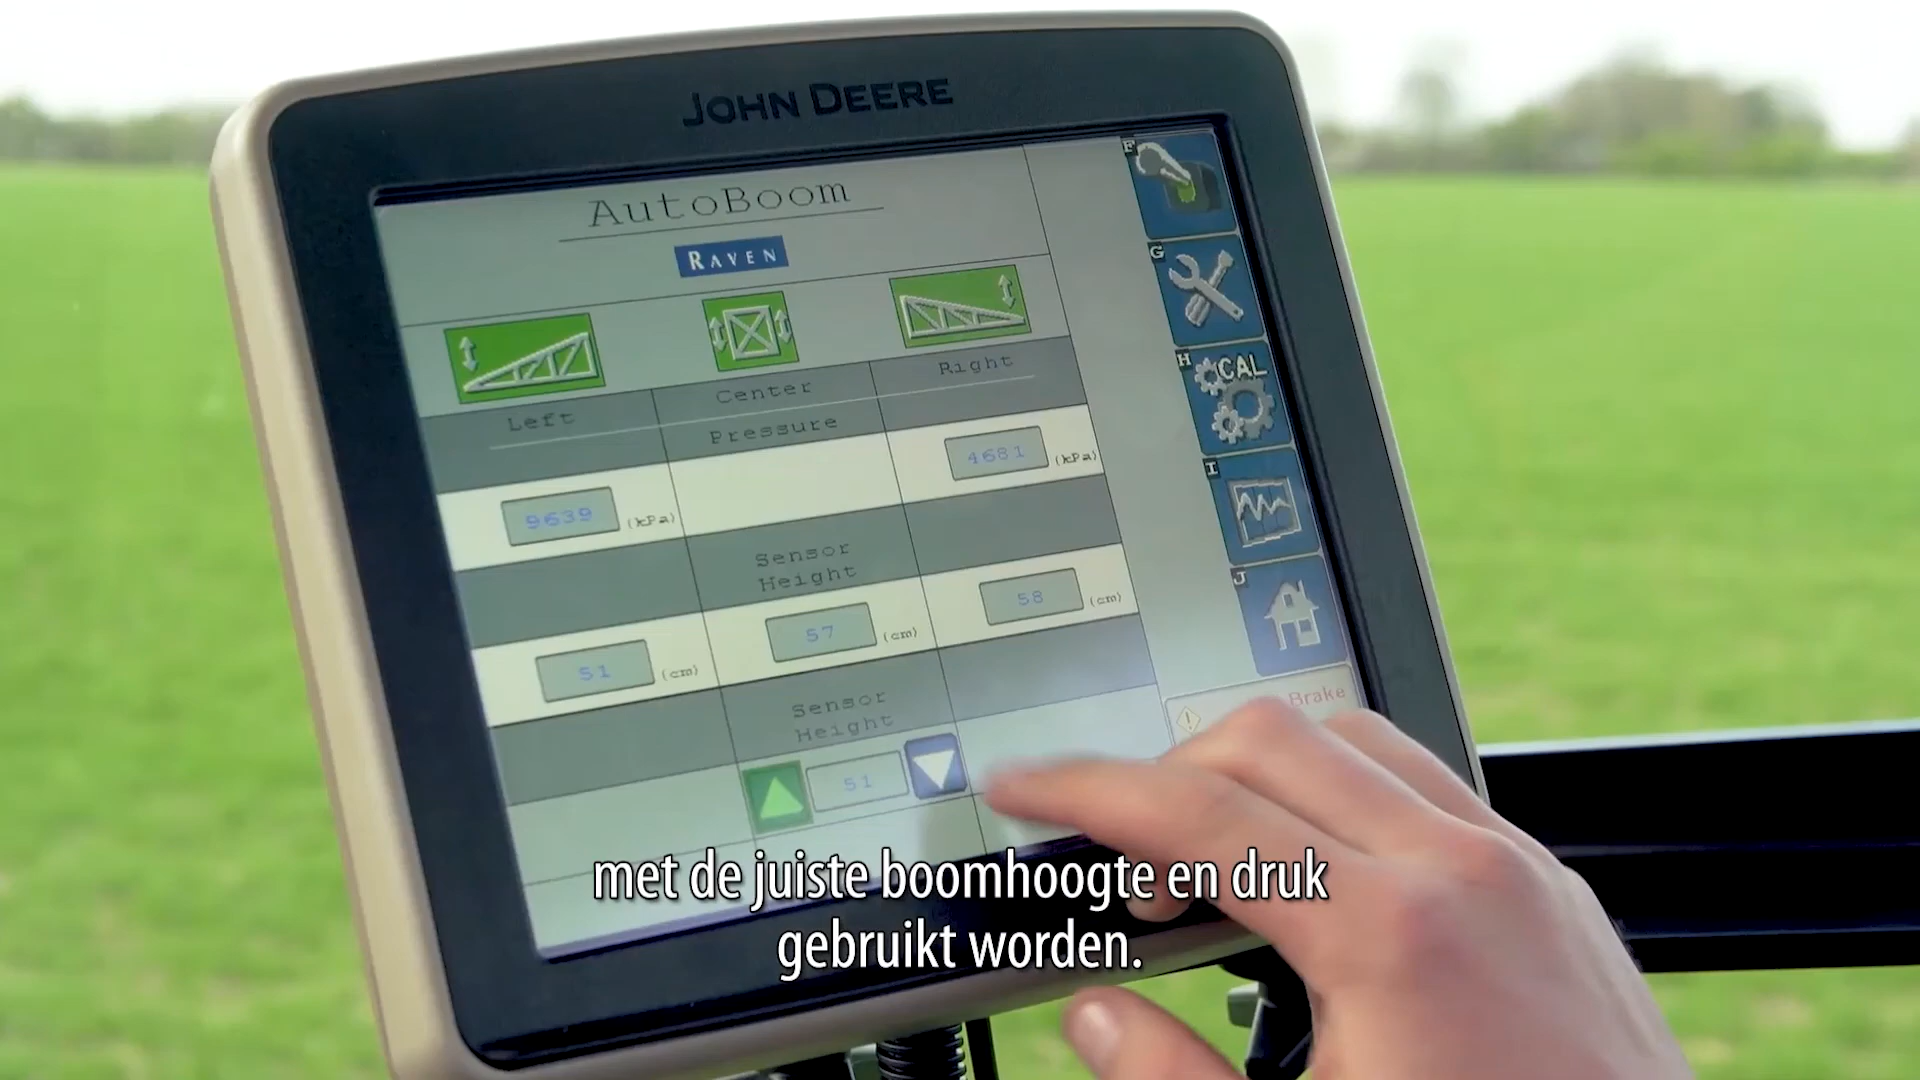 JOHN DEERE
AutoBoom
RAVEN
Left
Center
Right
Pressure
9639 (kPa)
4681 (kPa)
Sensor
Height
51 (cm)
57 (cm)
58 (cm)
Sensor
Height
51
F
G
H
CAL
I
J
Brake
met de juiste boomhoogte en druk
gebruikt worden.